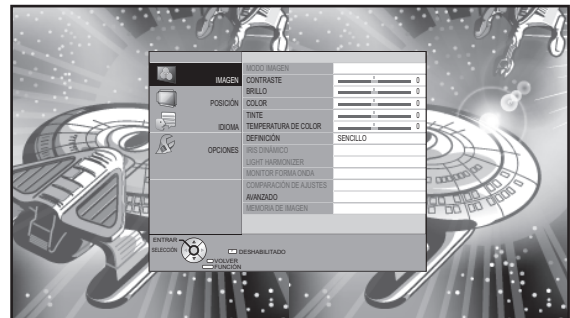 MODO IMAGEN
IMAGEN
CONTRASTE 0
BRILLO 0
POSICIÓN
COLOR 0
TINTE 0
IDIOMA
TEMPERATURA DE COLOR
DEFINICIÓN SENCILLO
OPCIONES
IRIS DINÁMICO
LIGHT HARMONIZER
MONITOR FORMA ONDA
COMPARACIÓN DE AJUSTES
AVANZADO
MEMORIA DE IMAGEN
ENTRAR
SELECCIÓN
DESHABILITADO
VOLVER
FUNCIÓN